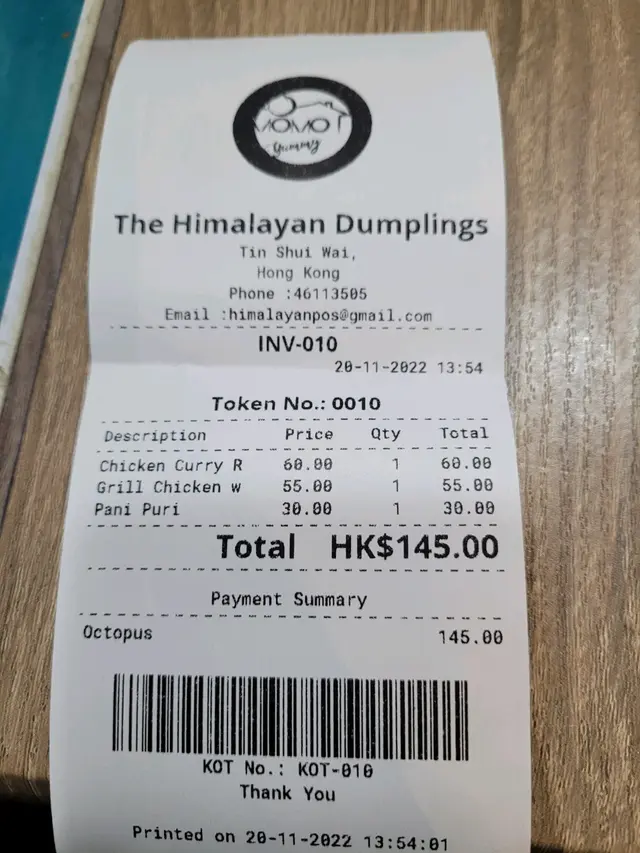 MOMOT
Yummy
The Himalayan Dumplings
Tin Shui Wai,
Hong Kong
Phone :46113505
Email :himalayanpos@gmail.com
INV-010
20-11-2022 13:54
Token No.: 0010
Description Price Qty Total
Chicken Curry R 60.00 1 60.00
Grill Chicken w 55.00 1 55.00
Pani Puri 30.00 1 30.00
Total HK$145.00
Payment Summary
Octopus 145.00
KOT No.: KOT-010
Thank You
Printed on 20-11-2022 13:54:01